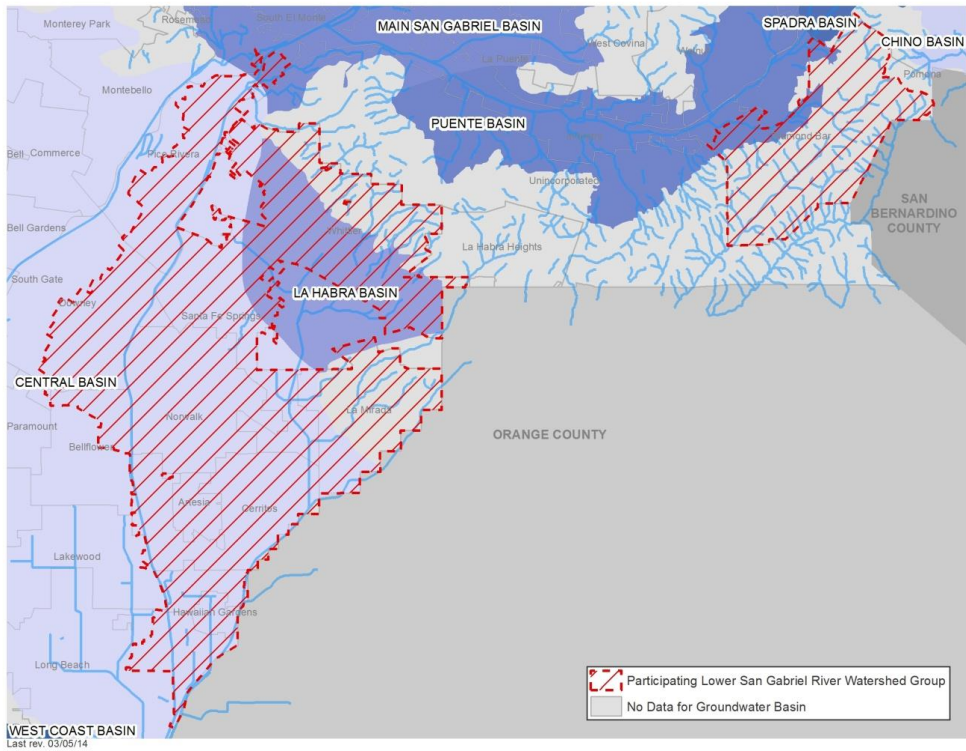 Monterey Park
Rosemead
South El Monte
MAIN SAN GABRIEL BASIN
SPADRA BASIN
CHINO BASIN
West Covina
La Puente
Pomona
Montebello
PUENTE BASIN
Bell
Commerce
Pico Rivera
Unincorporated
SAN
BERNARDINO
COUNTY
Bell Gardens
Whittier
La Habra Heights
South Gate
Downey
LA HABRA BASIN
Santa Fe Springs
CENTRAL BASIN
La Mirada
Norwalk
Paramount
Bellflower
ORANGE COUNTY
Artesia
Cerritos
Lakewood
Hawaiian Gardens
Long Beach
Participating Lower San Gabriel River Watershed Group
No Data for Groundwater Basin
WEST COAST BASIN
Last rev. 03/05/14